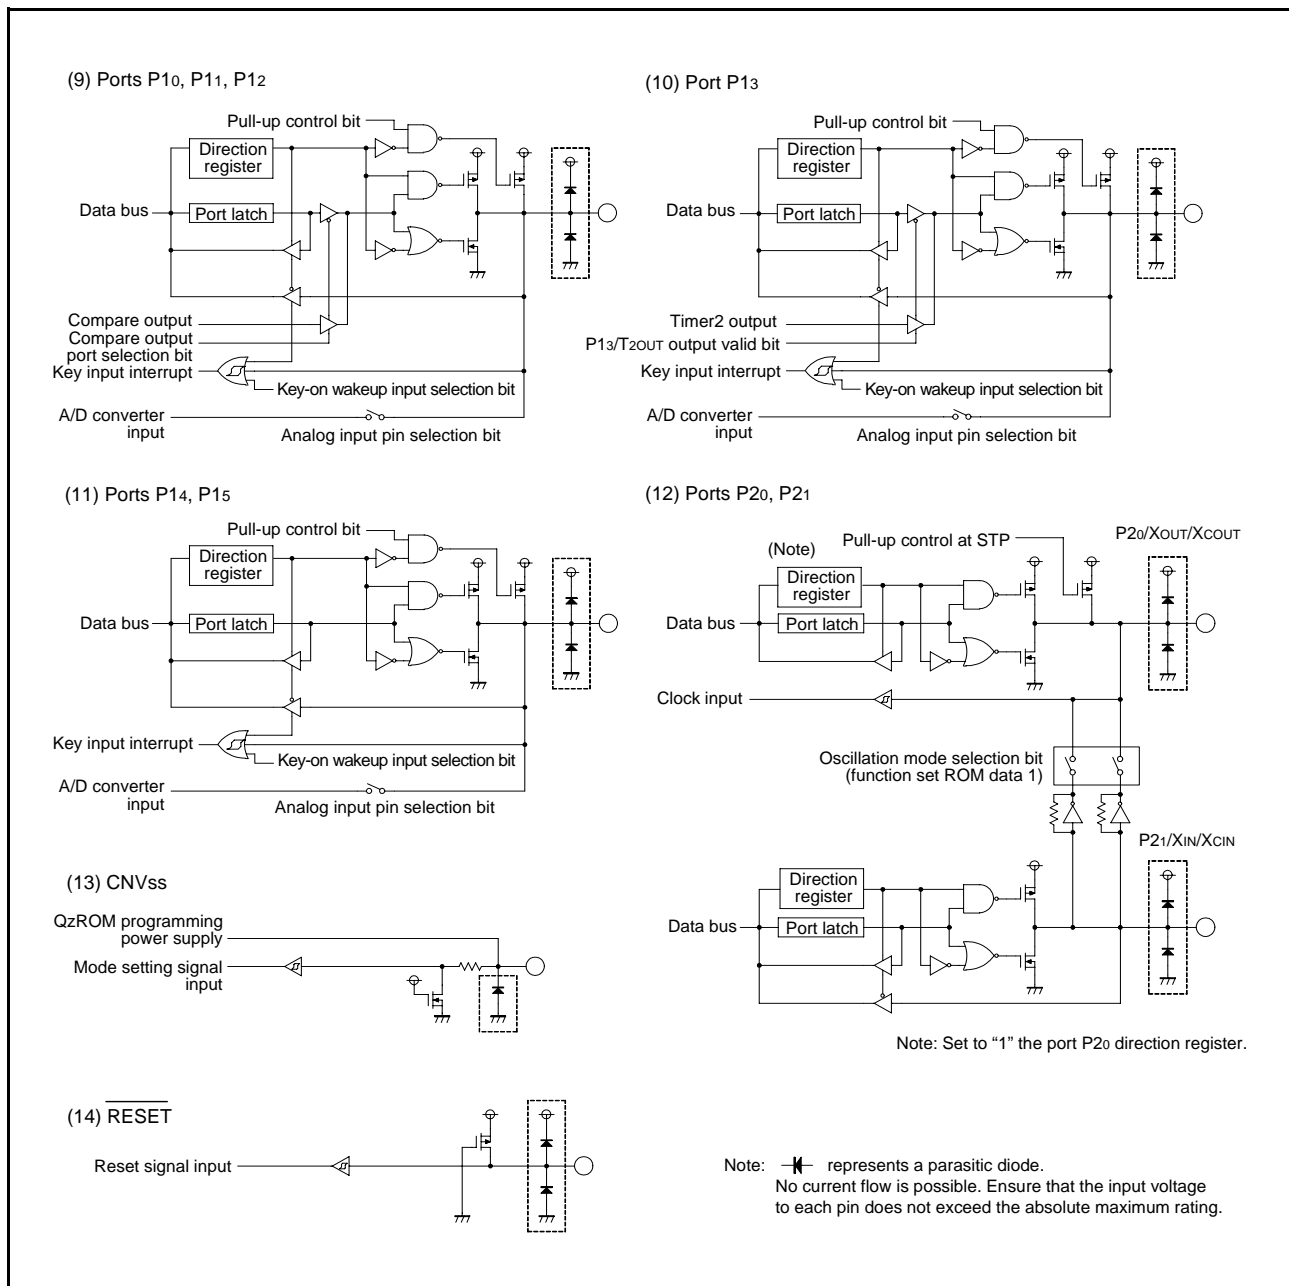 (9) Ports P10, P11, P12
Pull-up control bit
Direction
register
Data bus
Port latch
Compare output
Compare output
port selection bit
Key input interrupt
Key-on wakeup input selection bit
A/D converter
input
Analog input pin selection bit
(10) Port P13
Pull-up control bit
Direction
register
Data bus
Port latch
Timer2 output
P13/T2OUT output valid bit
Key input interrupt
Key-on wakeup input selection bit
A/D converter
input
Analog input pin selection bit
(11) Ports P14, P15
Pull-up control bit
Direction
register
Data bus
Port latch
Key input interrupt
Key-on wakeup input selection bit
A/D converter
input
Analog input pin selection bit
(12) Ports P20, P21
(Note)
Pull-up control at STP
P20/XOUT/XCOUT
Direction
register
Data bus
Port latch
Clock input
Oscillation mode selection bit
(function set ROM data 1)
P21/XIN/XCIN
Direction
register
Data bus
Port latch
Note: Set to “1” the port P20 direction register.
(13) CNVss
QzROM programming
power supply
Mode setting signal
input
(14) RESET
Reset signal input
Note: represents a parasitic diode.
No current flow is possible. Ensure that the input voltage
to each pin does not exceed the absolute maximum rating.